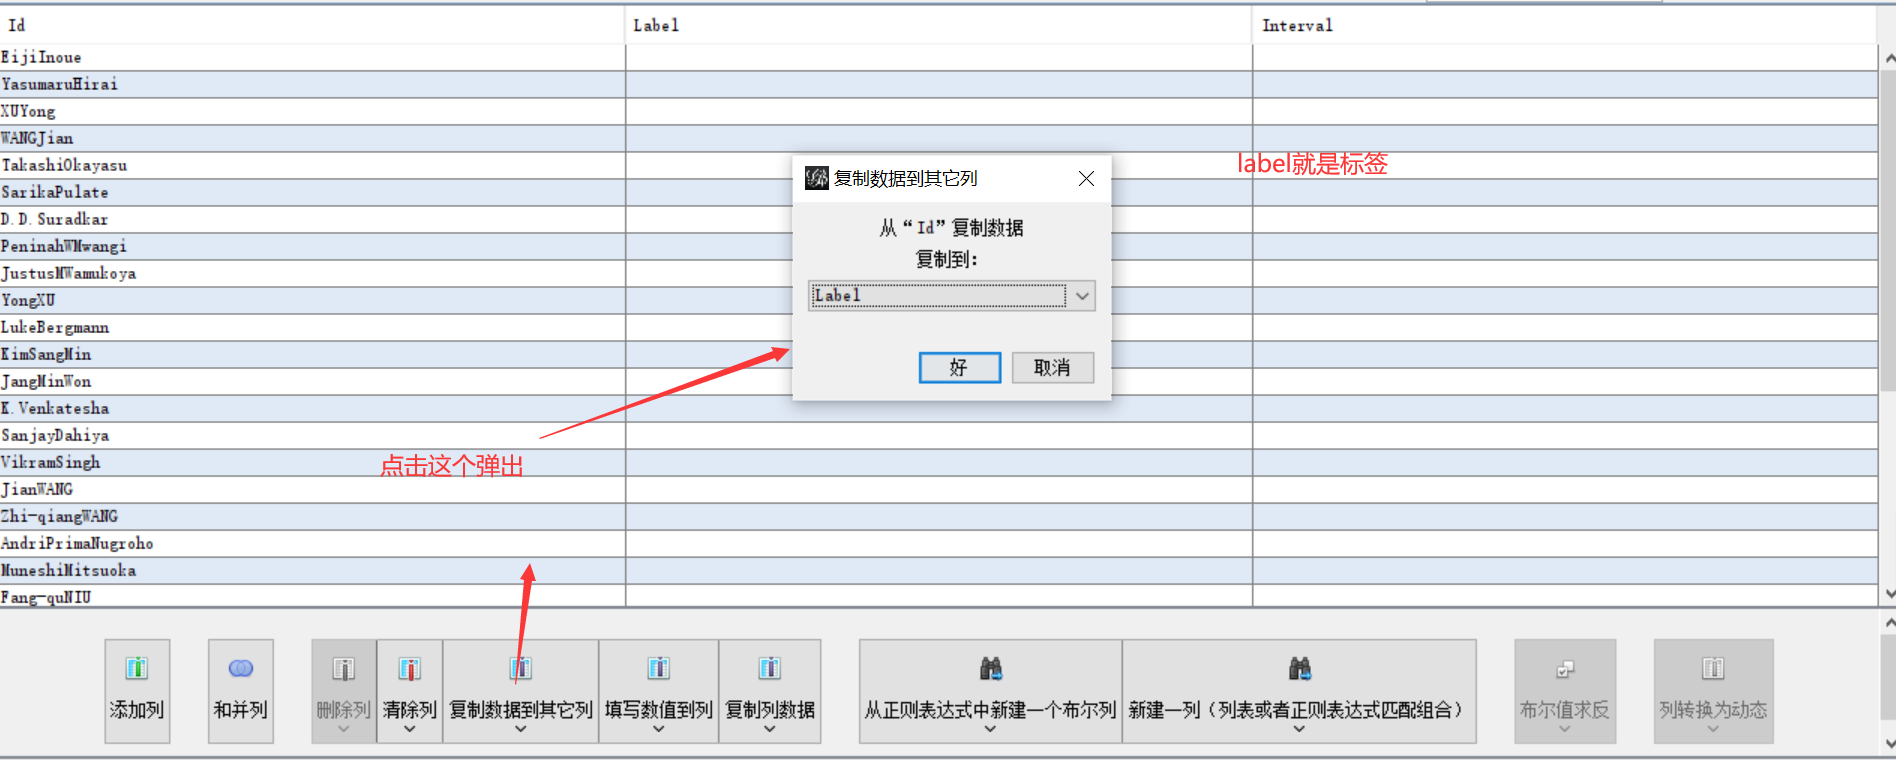 Id Label Interval
EijiInoue
YasumaruHirai
XUYong
WANGJian
TakashiOkayasu
label就是标签
SarikaPulate
复制数据到其它列
D.D.Suradkar
从“Id”复制数据
PeninahWMwangi
复制到：
JustusMWamukoya
YongXU
Label
LukeBergmann
KimSangMin
好 取消
JangMinWon
K.Venkatesha
SanjayDahiya
VikramSingh
点击这个弹出
JianWANG
Zhi-qiangWANG
AndriPrimaNugroho
MuneshiMitsuoka
Fang-quNIU
添加列 和并列 删除列 清除列 复制数据到其它列 填写数值到列 复制列数据 从正则表达式中新建一个布尔列 新建一列（列表或者正则表达式匹配组合） 布尔值求反 列转换为动态